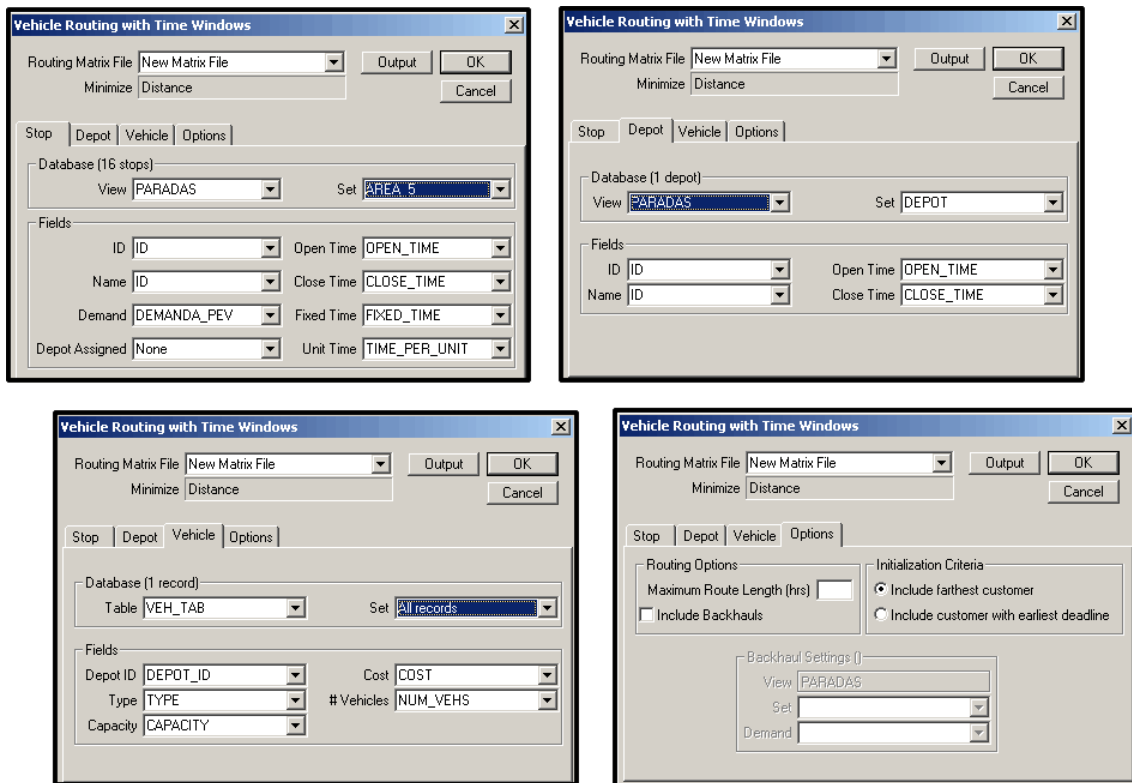 Vehicle Routing with Time Windows
Routing Matrix File New Matrix File Output OK
Minimize Distance Cancel
Stop Depot Vehicle Options
Database (16 stops)
View PARADAS Set AREA 5
Fields
ID ID Open Time OPEN_TIME
Name ID Close Time CLOSE_TIME
Demand DEMANDA_PEV Fixed Time FIXED_TIME
Depot Assigned None Unit Time TIME_PER_UNIT
Vehicle Routing with Time Windows
Routing Matrix File New Matrix File Output OK
Minimize Distance Cancel
Stop Depot Vehicle Options
Database (1 depot)
View PARADAS Set DEPOT
Fields
ID ID Open Time OPEN_TIME
Name ID Close Time CLOSE_TIME
Vehicle Routing with Time Windows
Routing Matrix File New Matrix File Output OK
Minimize Distance Cancel
Stop Depot Vehicle Options
Database (1 record)
Table VEH_TAB Set All records
Fields
Depot ID DEPOT_ID Cost COST
Type TYPE # Vehicles NUM_VEHS
Capacity CAPACITY
Vehicle Routing with Time Windows
Routing Matrix File New Matrix File Output OK
Minimize Distance Cancel
Stop Depot Vehicle Options
Routing Options Initialization Criteria
Maximum Route Length (hrs) Include farthest customer
Include Backhauls Include customer with earliest deadline
Backhaul Settings ()
View PARADAS
Set
Demand